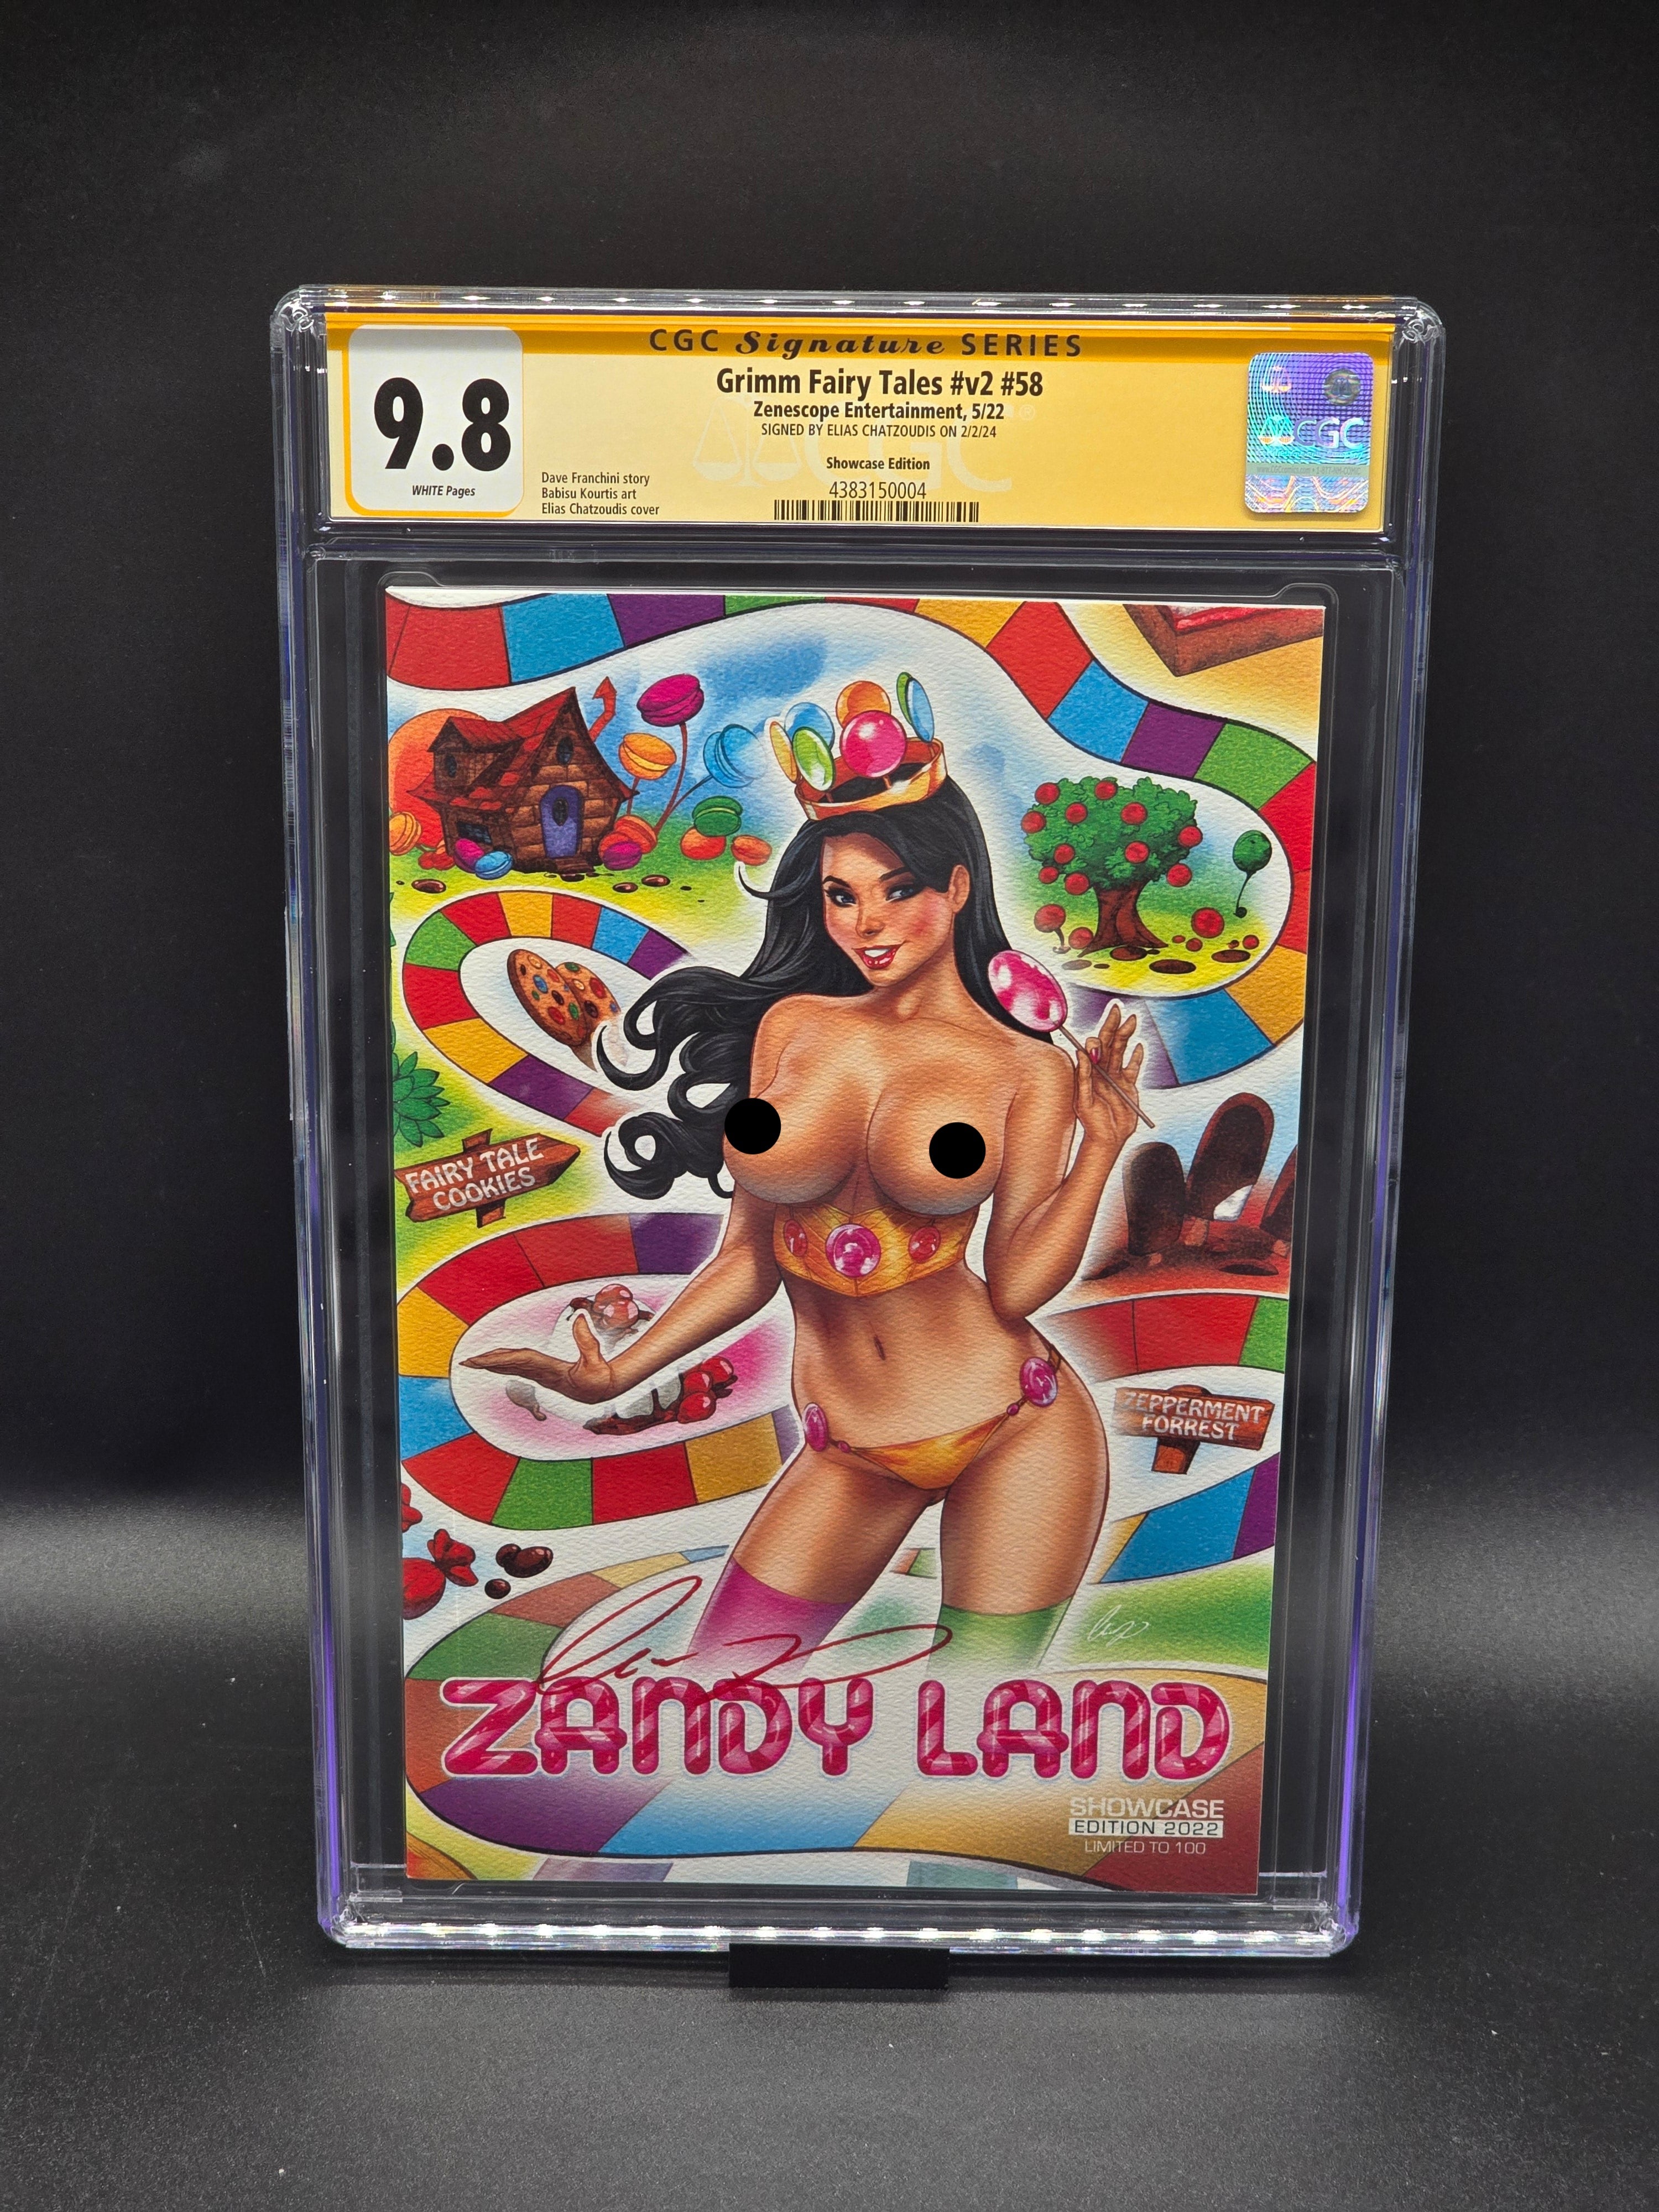 CGC Signature SERIES
Grimm Fairy Tales #v2 #58
Zenescope Entertainment, 5/22
SIGNED BY ELIAS CHATZOUDIS ON 2/2/24
Showcase Edition
4383150004
9.8
WHITE Pages
Dave Franchini story
Babisu Kourtis art
Elias Chatzoudis cover
CGC
FAIRY TALE
COOKIES
ZEPPERMENT
FORREST
ZANDY LAND
SHOWCASE
EDITION 2022
LIMITED TO 100